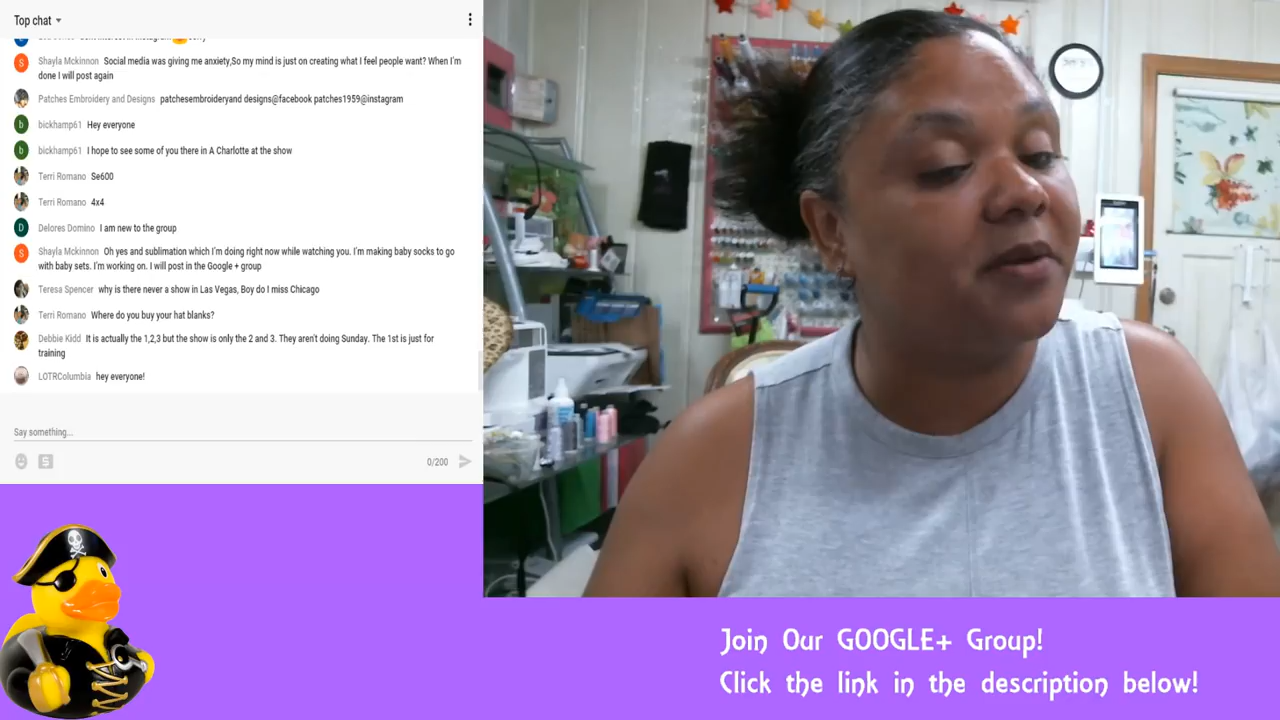 Top chat
Shayla Mckinnon Social media was giving me anxiety,So my mind is just on creating what I feel people want? When I'm
done I will post again
Patches Embroidery and Designs patchesembroideryand designs@facebook patches1959@instagram
b bickhamp61 Hey everyone
b bickhamp61 I hope to see some of you there in A Charlotte at the show
Terri Romano Se600
Terri Romano 4x4
D Delores Domino I am new to the group
S Shayla Mckinnon Oh yes and sublimation which I'm doing right now while watching you. I'm making baby socks to go
with baby sets. I'm working on. I will post in the Google + group
Teresa Spencer why is there never a show in Las Vegas, Boy do I miss Chicago
Terri Romano Where do you buy your hat blanks?
Debbie Kidd It is actually the 1,2,3 but the show is only the 2 and 3. They aren't doing Sunday. The 1st is just for
training
LOTRColumbia hey everyone!
Say something...
0/200
Join Our GOOGLE+ Group!
Click the link in the description below!